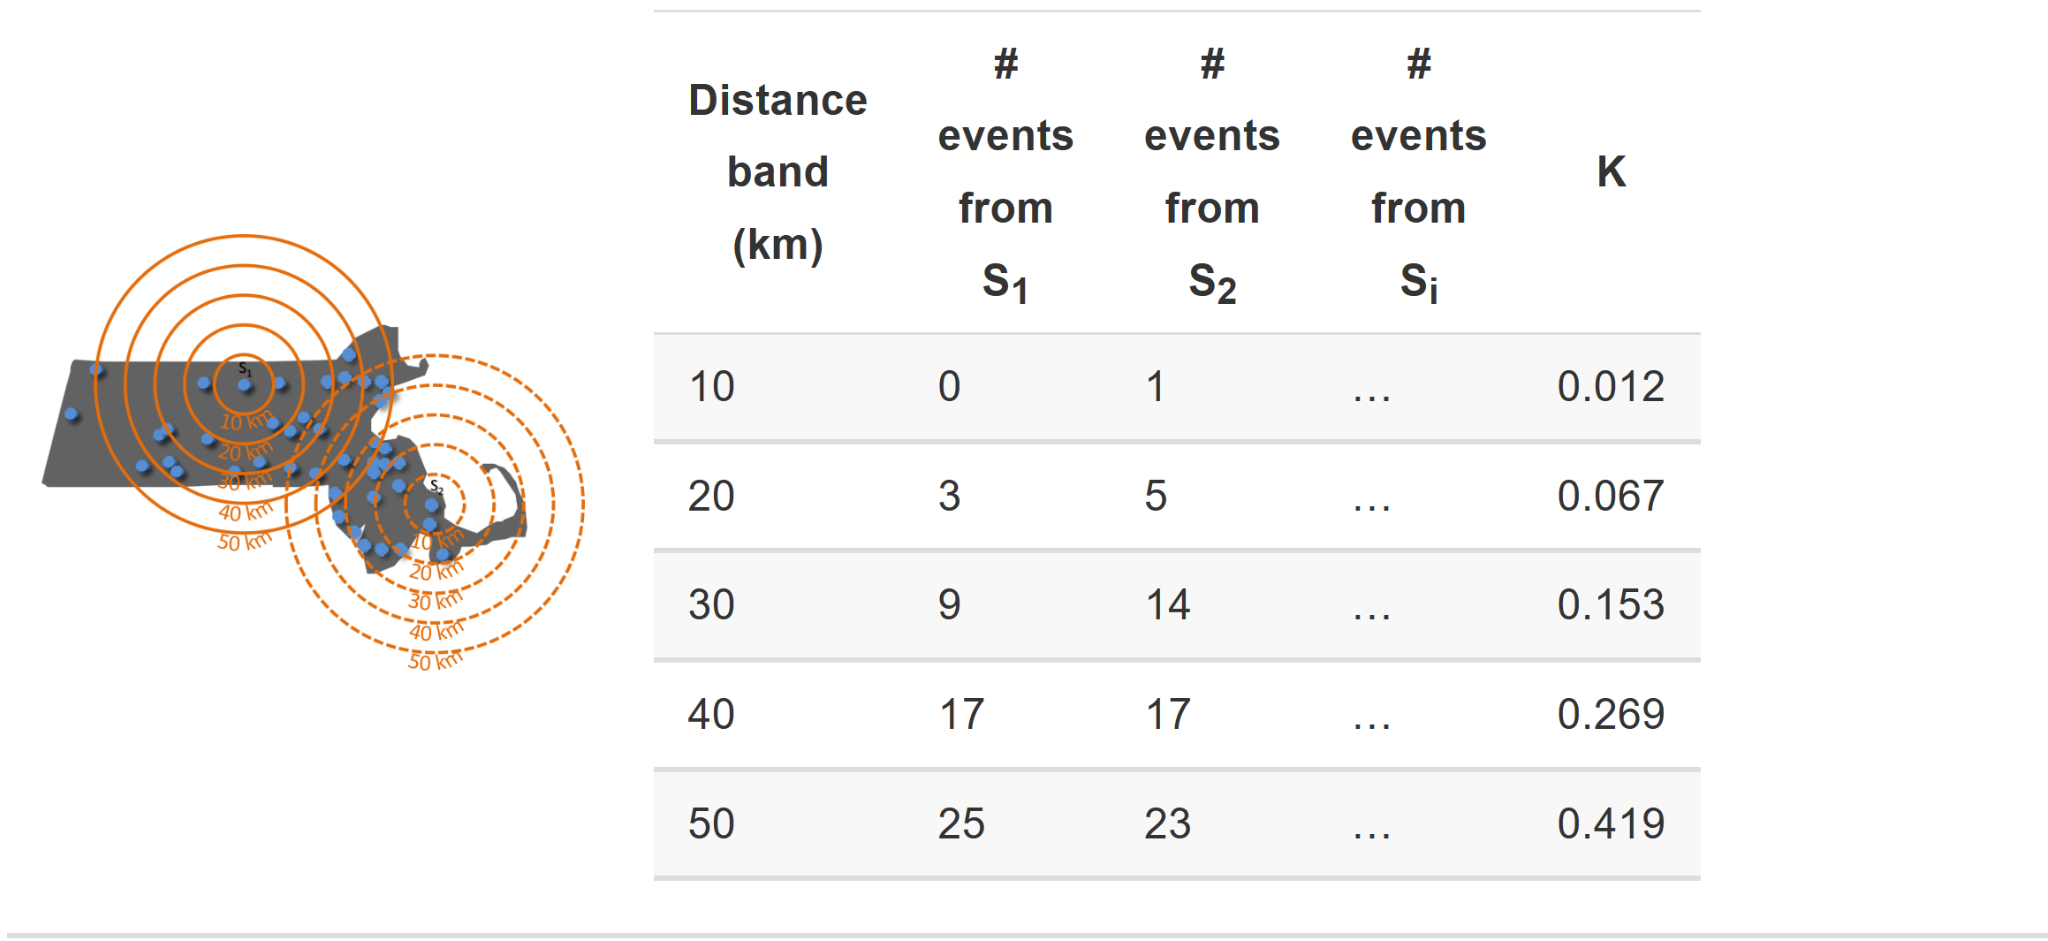 S1
10 km
20 km
30 km
40 km
50 km
S2
10 km
20 km
30 km
40 km
50 km
Distance band (km) # events from S1 # events from S2 # events from Si K
10 0 1 … 0.012
20 3 5 … 0.067
30 9 14 … 0.153
40 17 17 … 0.269
50 25 23 … 0.419